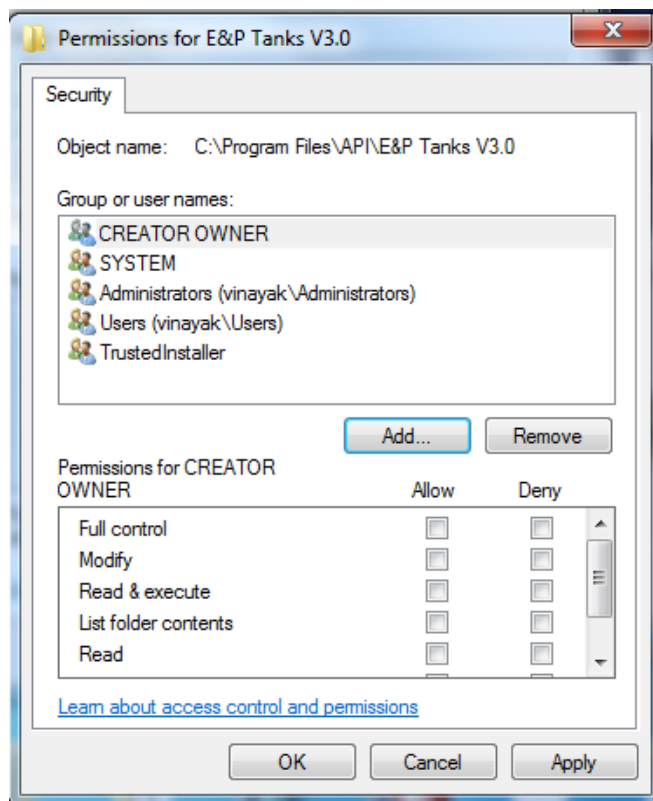 Permissions for E&P Tanks V3.0
Security
Object name: C:\Program Files\API\E&P Tanks V3.0
Group or user names:
CREATOR OWNER
SYSTEM
Administrators (vinayak\Administrators)
Users (vinayak\Users)
TrustedInstaller
Add... Remove
Permissions for CREATOR
OWNER Allow Deny
Full control
Modify
Read & execute
List folder contents
Read
Learn about access control and permissions
OK Cancel Apply